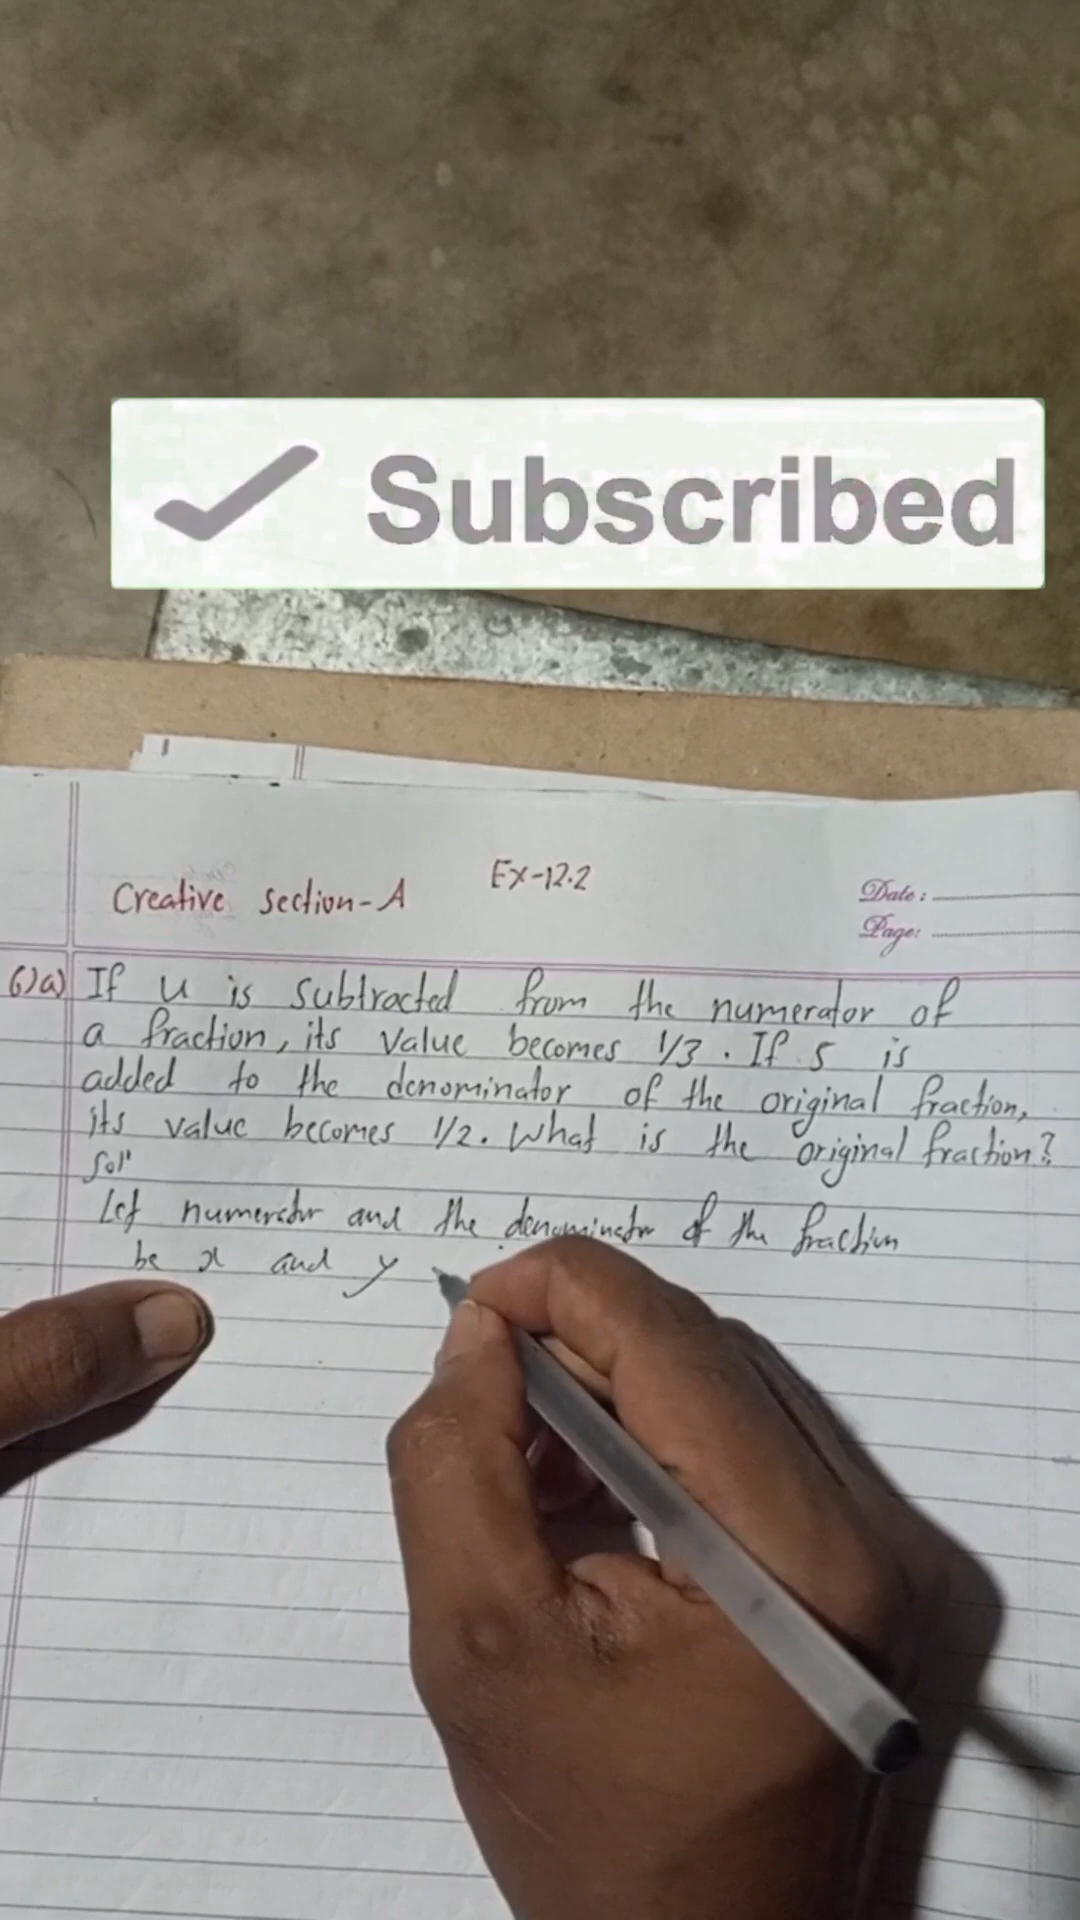 ✓ Subscribed
Ex-12.2
Creative section-A
Date:
Page:
6)a) If 4 is subtracted from the numerator of
a fraction, its value becomes 1/3. If 5 is
added to the denominator of the original fraction,
its value becomes 1/2. What is the original fraction?
Solⁿ
Let numerator and the denominator of the fraction
be x and y